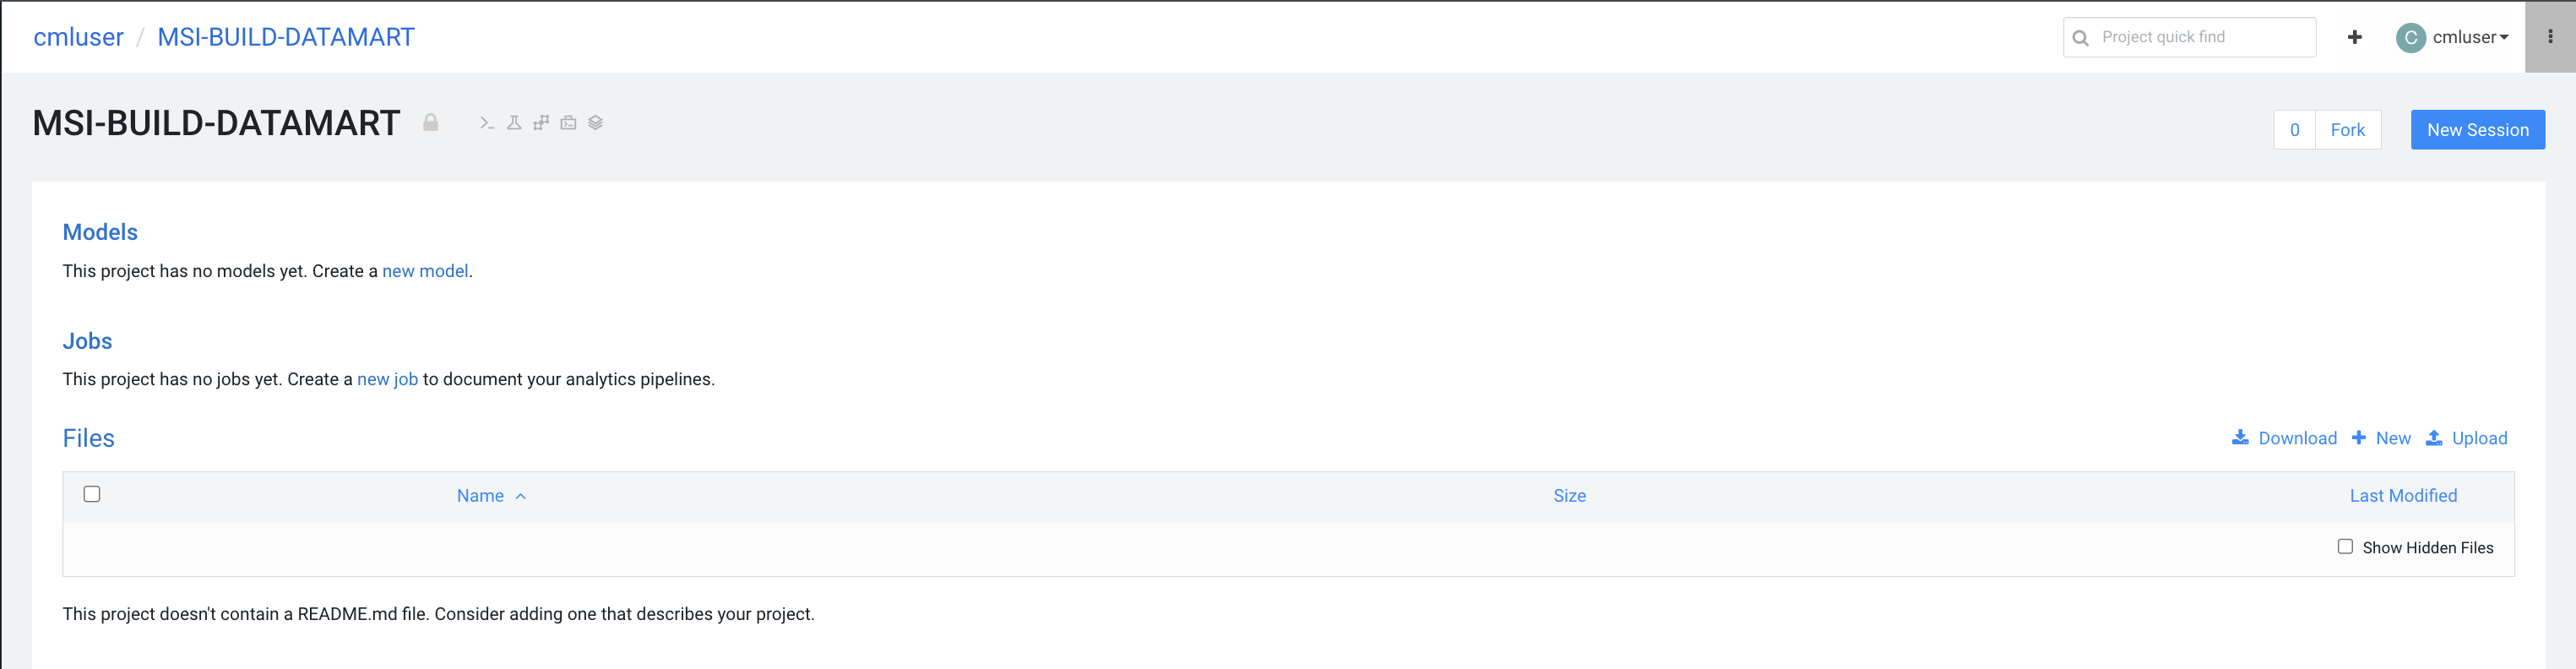 cmluser / MSI-BUILD-DATAMART
Project quick find
C cmluser
MSI-BUILD-DATAMART
0 Fork
New Session
Models
This project has no models yet. Create a new model.
Jobs
This project has no jobs yet. Create a new job to document your analytics pipelines.
Files
Download New Upload
Name Size Last Modified
Show Hidden Files
This project doesn't contain a README.md file. Consider adding one that describes your project.